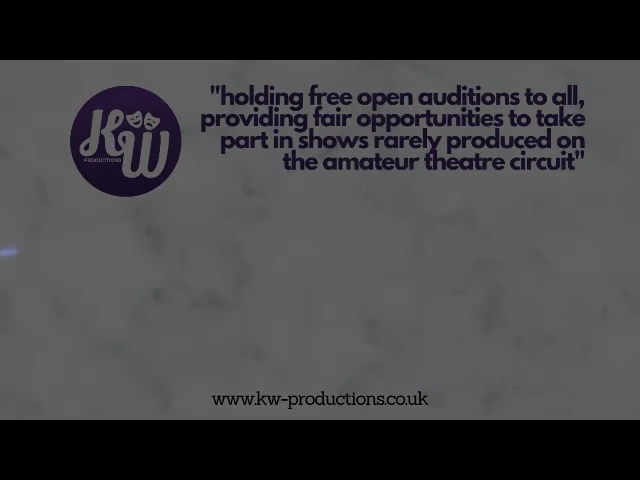 KW
PRODUCTIONS
"holding free open auditions to all,
providing fair opportunities to take
part in shows rarely produced on
the amateur theatre circuit"
www.kw-productions.co.uk